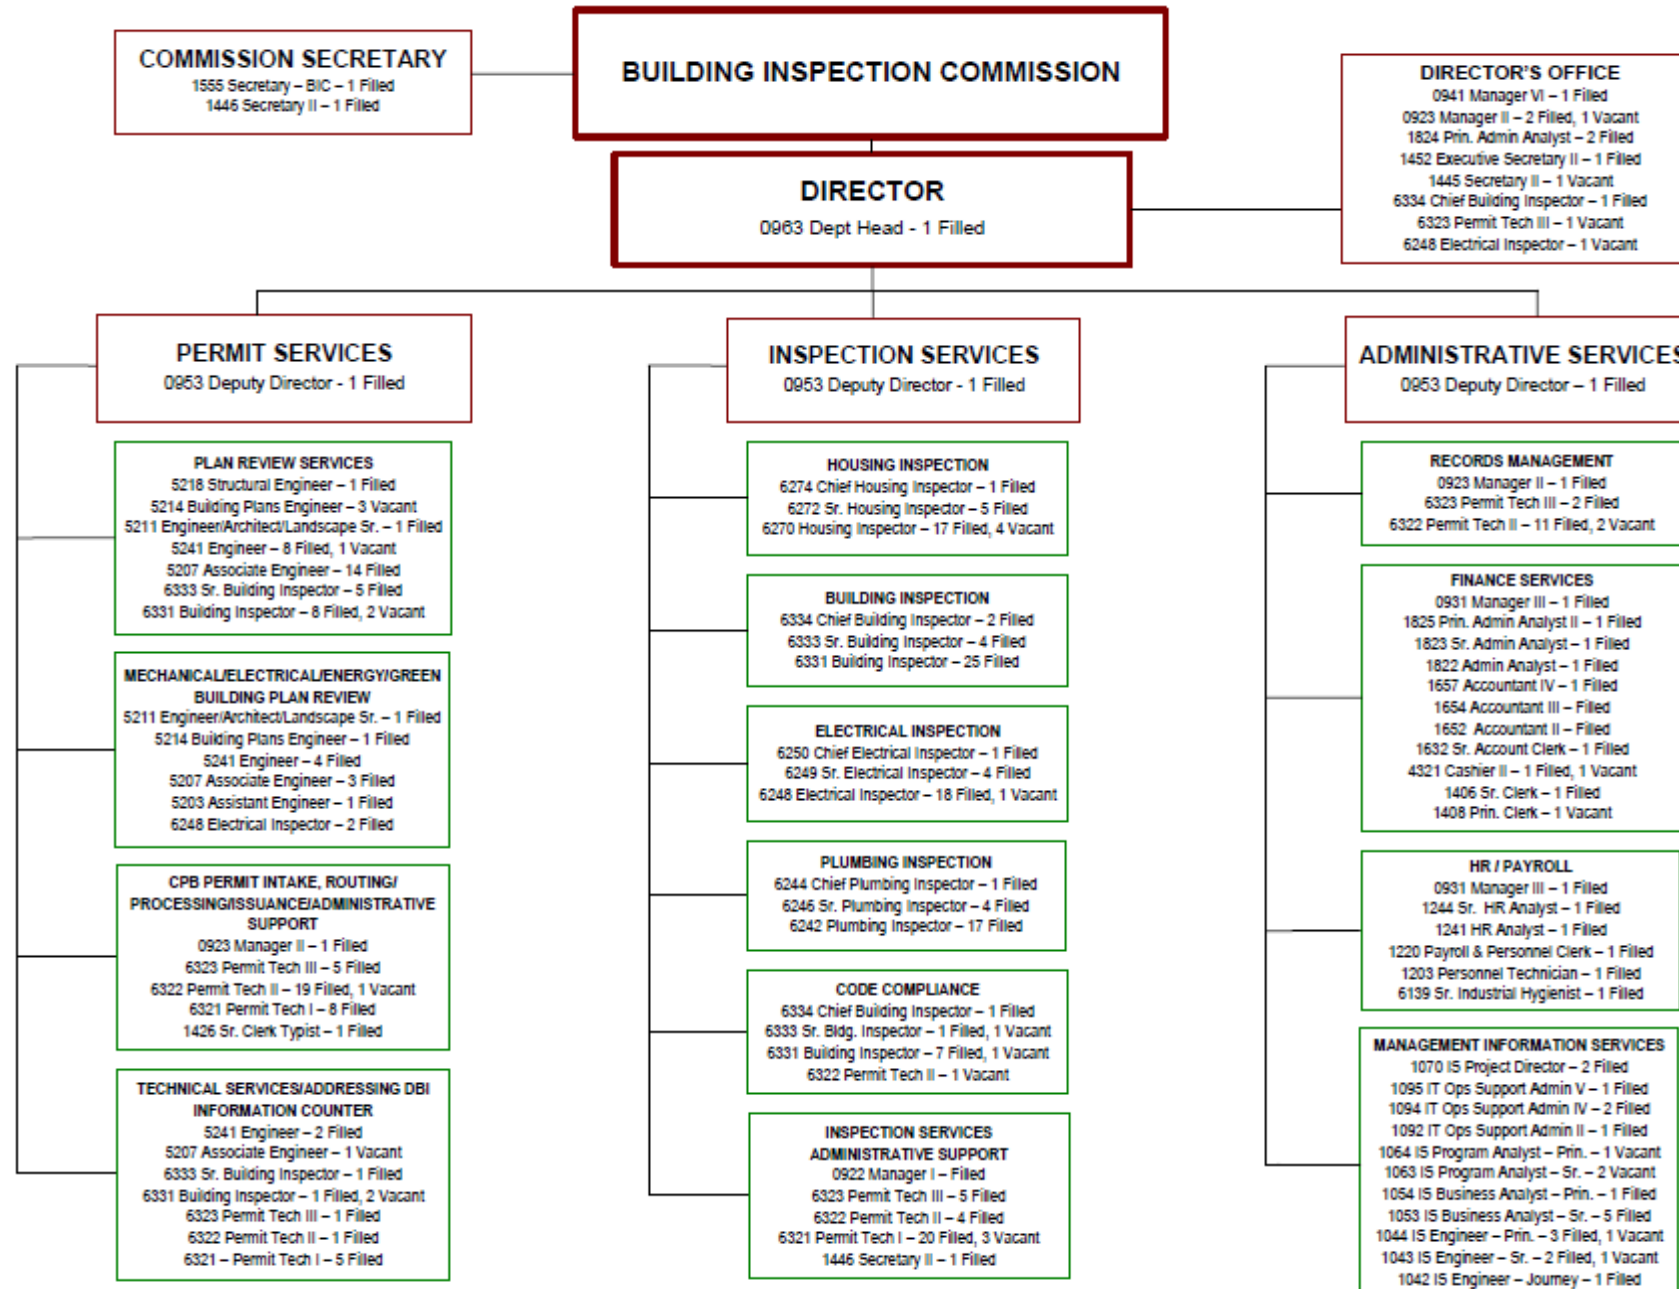 COMMISSION SECRETARY
1555 Secretary – BIC – 1 Filled
1446 Secretary II – 1 Filled
BUILDING INSPECTION COMMISSION
DIRECTOR
0963 Dept Head - 1 Filled
DIRECTOR'S OFFICE
0941 Manager VI – 1 Filled
0923 Manager II – 2 Filled, 1 Vacant
1824 Prin. Admin Analyst – 2 Filled
1452 Executive Secretary II – 1 Filled
1445 Secretary II – 1 Vacant
6334 Chief Building Inspector – 1 Filled
6323 Permit Tech III – 1 Vacant
6248 Electrical Inspector – 1 Vacant
PERMIT SERVICES
0953 Deputy Director - 1 Filled
PLAN REVIEW SERVICES
5218 Structural Engineer – 1 Filled
5214 Building Plans Engineer – 3 Vacant
5211 Engineer/Architect/Landscape Sr. – 1 Filled
5241 Engineer – 8 Filled, 1 Vacant
5207 Associate Engineer – 14 Filled
6333 Sr. Building Inspector – 5 Filled
6331 Building Inspector – 8 Filled, 2 Vacant
MECHANICAL/ELECTRICAL/ENERGY/GREEN
BUILDING PLAN REVIEW
5211 Engineer/Architect/Landscape Sr. – 1 Filled
5214 Building Plans Engineer – 1 Filled
5241 Engineer – 4 Filled
5207 Associate Engineer – 3 Filled
5203 Assistant Engineer – 1 Filled
6248 Electrical Inspector – 2 Filled
CPB PERMIT INTAKE, ROUTING/
PROCESSING/ISSUANCE/ADMINISTRATIVE
SUPPORT
0923 Manager II – 1 Filled
6323 Permit Tech III – 5 Filled
6322 Permit Tech II – 19 Filled, 1 Vacant
6321 Permit Tech I – 8 Filled
1426 Sr. Clerk Typist – 1 Filled
TECHNICAL SERVICES/ADDRESSING DBI
INFORMATION COUNTER
5241 Engineer – 2 Filled
5207 Associate Engineer – 1 Vacant
6333 Sr. Building Inspector – 1 Filled
6331 Building Inspector – 1 Filled, 2 Vacant
6323 Permit Tech III – 1 Filled
6322 Permit Tech II – 1 Filled
6321 – Permit Tech I – 5 Filled
INSPECTION SERVICES
0953 Deputy Director - 1 Filled
HOUSING INSPECTION
6274 Chief Housing Inspector – 1 Filled
6272 Sr. Housing Inspector – 5 Filled
6270 Housing Inspector – 17 Filled, 4 Vacant
BUILDING INSPECTION
6334 Chief Building Inspector – 2 Filled
6333 Sr. Building Inspector – 4 Filled
6331 Building Inspector – 25 Filled
ELECTRICAL INSPECTION
6250 Chief Electrical Inspector – 1 Filled
6249 Sr. Electrical Inspector – 4 Filled
6248 Electrical Inspector – 18 Filled, 1 Vacant
PLUMBING INSPECTION
6244 Chief Plumbing Inspector – 1 Filled
6246 Sr. Plumbing Inspector – 4 Filled
6242 Plumbing Inspector – 17 Filled
CODE COMPLIANCE
6334 Chief Building Inspector – 1 Filled
6333 Sr. Bldg. Inspector – 1 Filled, 1 Vacant
6331 Building Inspector – 7 Filled, 1 Vacant
6322 Permit Tech II – 1 Vacant
INSPECTION SERVICES
ADMINISTRATIVE SUPPORT
0922 Manager I – Filled
6323 Permit Tech III – 5 Filled
6322 Permit Tech II – 4 Filled
6321 Permit Tech I – 20 Filled, 3 Vacant
1446 Secretary II – 1 Filled
ADMINISTRATIVE SERVICES
0953 Deputy Director – 1 Filled
RECORDS MANAGEMENT
0923 Manager II – 1 Filled
6323 Permit Tech III – 2 Filled
6322 Permit Tech II – 11 Filled, 2 Vacant
FINANCE SERVICES
0931 Manager III – 1 Filled
1825 Prin. Admin Analyst II – 1 Filled
1823 Sr. Admin Analyst – 1 Filled
1822 Admin Analyst – 1 Filled
1657 Accountant IV – 1 Filled
1654 Accountant III – Filled
1652 Accountant II – Filled
1632 Sr. Account Clerk – 1 Filled
4321 Cashier II – 1 Filled, 1 Vacant
1406 Sr. Clerk – 1 Filled
1408 Prin. Clerk – 1 Vacant
HR / PAYROLL
0931 Manager III – 1 Filled
1244 Sr. HR Analyst – 1 Filled
1241 HR Analyst – 1 Filled
1220 Payroll & Personnel Clerk – 1 Filled
1203 Personnel Technician – 1 Filled
6139 Sr. Industrial Hygienist – 1 Filled
MANAGEMENT INFORMATION SERVICES
1070 IS Project Director – 2 Filled
1095 IT Ops Support Admin V – 1 Filled
1094 IT Ops Support Admin IV – 2 Filled
1092 IT Ops Support Admin II – 1 Filled
1064 IS Program Analyst – Prin. – 1 Vacant
1063 IS Program Analyst – Sr. – 2 Vacant
1054 IS Business Analyst – Prin. – 1 Filled
1053 IS Business Analyst – Sr. – 5 Filled
1044 IS Engineer – Prin. – 3 Filled, 1 Vacant
1043 IS Engineer – Sr. – 2 Filled, 1 Vacant
1042 IS Engineer – Journey – 1 Filled